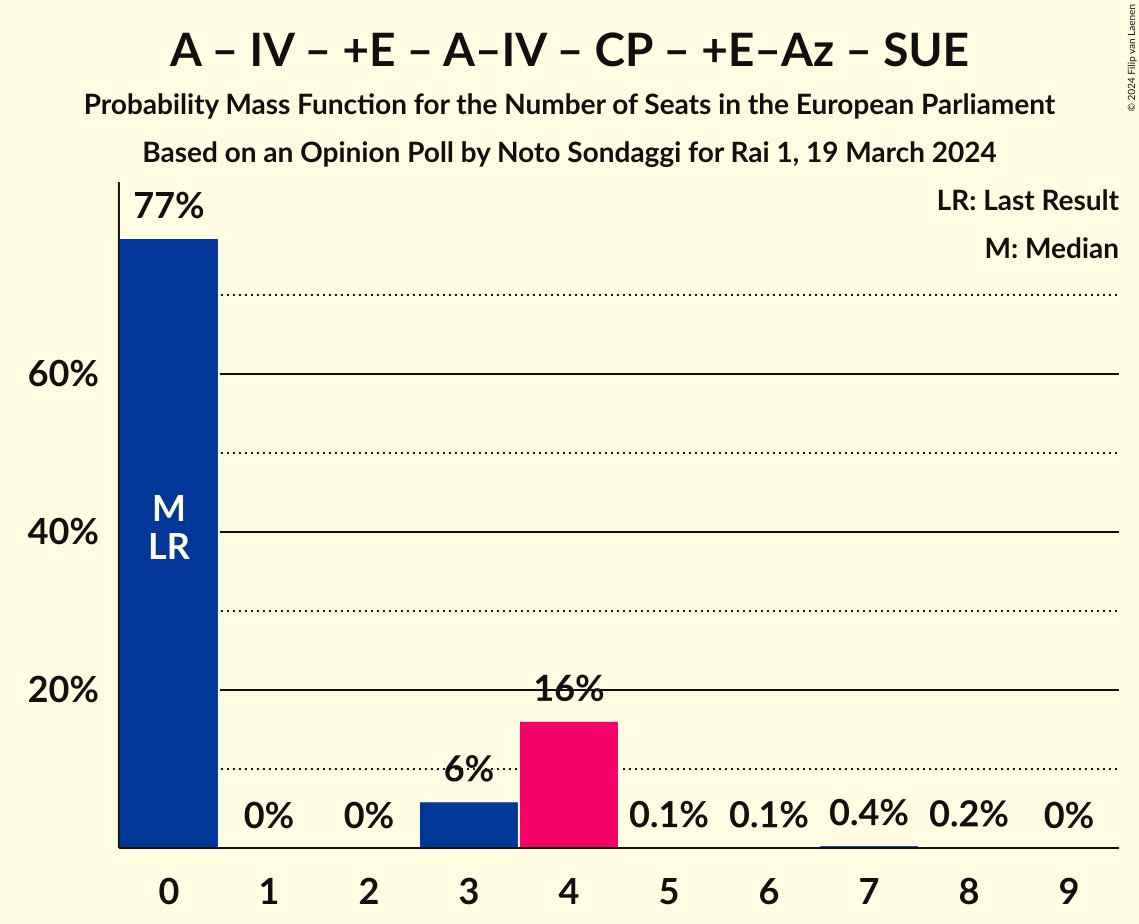 A – IV – +E – A–IV – CP – +E–Az – SUE
Probability Mass Function for the Number of Seats in the European Parliament
Based on an Opinion Poll by Noto Sondaggi for Rai 1, 19 March 2024
© 2024 Filip van Laenen
LR: Last Result
M: Median
77%
60%
40%
20%
M
LR
0%
0%
6%
16%
0.1%
0.1%
0.4%
0.2%
0%
0 1 2 3 4 5 6 7 8 9